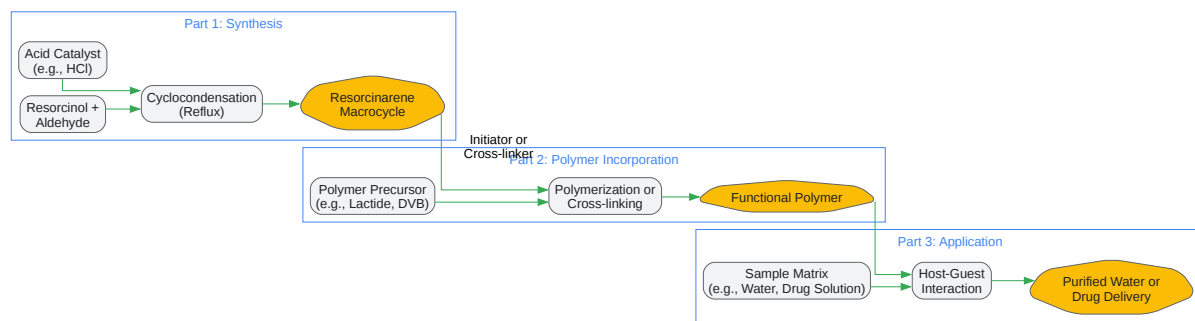 Part 1: Synthesis
Acid Catalyst
(e.g., HCl)
Resorcinol +
Aldehyde
Cyclocondensation
(Reflux)
Resorcinarene
Macrocycle
Initiator or
Cross-linker
Part 2: Polymer Incorporation
Polymer Precursor
(e.g., Lactide, DVB)
Polymerization or
Cross-linking
Functional Polymer
Part 3: Application
Sample Matrix
(e.g., Water, Drug Solution)
Host-Guest
Interaction
Purified Water or
Drug Delivery